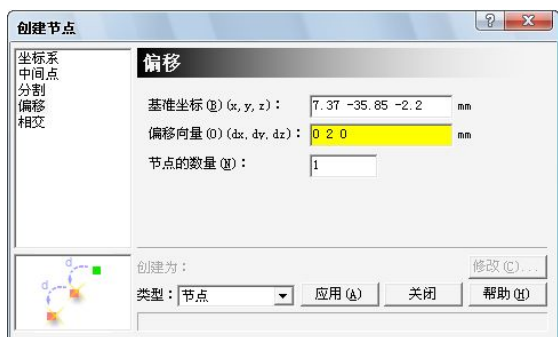 创建节点
坐标系
中间点
分割
偏移
相交
偏移
基准坐标(B)(x, y, z)： 7.37 -35.85 -2.2 mm
偏移向量(O)(dx, dy, dz)： 0 2 0 mm
节点的数量(N)： 1
创建为：
修改(C)...
类型： 节点 应用(A) 关闭 帮助(H)
d
d